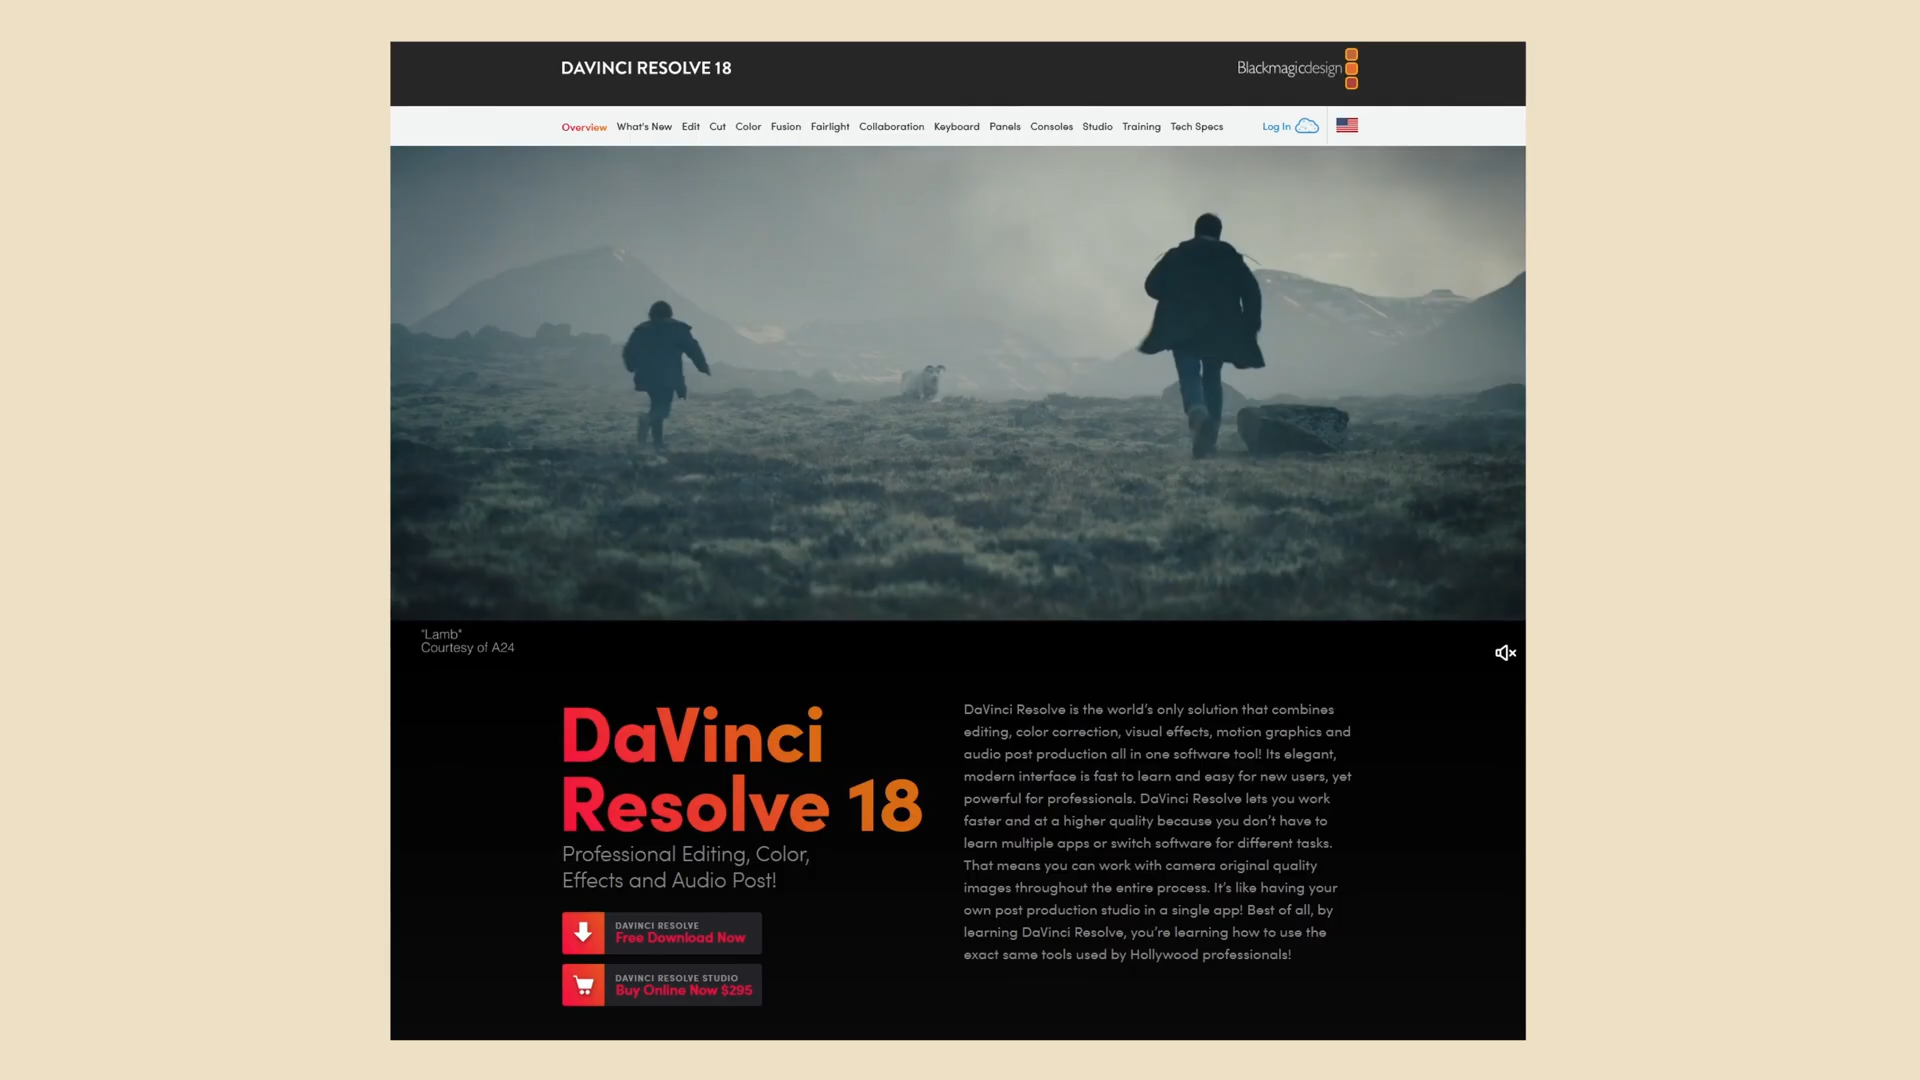 DAVINCI RESOLVE 18
Blackmagicdesign
Overview What's New Edit Cut Color Fusion Fairlight Collaboration Keyboard Panels Consoles Studio Training Tech Specs Log In
"Lamb"
Courtesy of A24
DaVinci
Resolve 18
Professional Editing, Color,
Effects and Audio Post!
DAVINCI RESOLVE
Free Download Now
DAVINCI RESOLVE STUDIO
Buy Online Now $295
DaVinci Resolve is the world's only solution that combines
editing, color correction, visual effects, motion graphics and
audio post production all in one software tool! Its elegant,
modern interface is fast to learn and easy for new users, yet
powerful for professionals. DaVinci Resolve lets you work
faster and at a higher quality because you don't have to
learn multiple apps or switch software for different tasks.
That means you can work with camera original quality
images throughout the entire process. It's like having your
own post production studio in a single app! Best of all, by
learning DaVinci Resolve, you're learning how to use the
exact same tools used by Hollywood professionals!